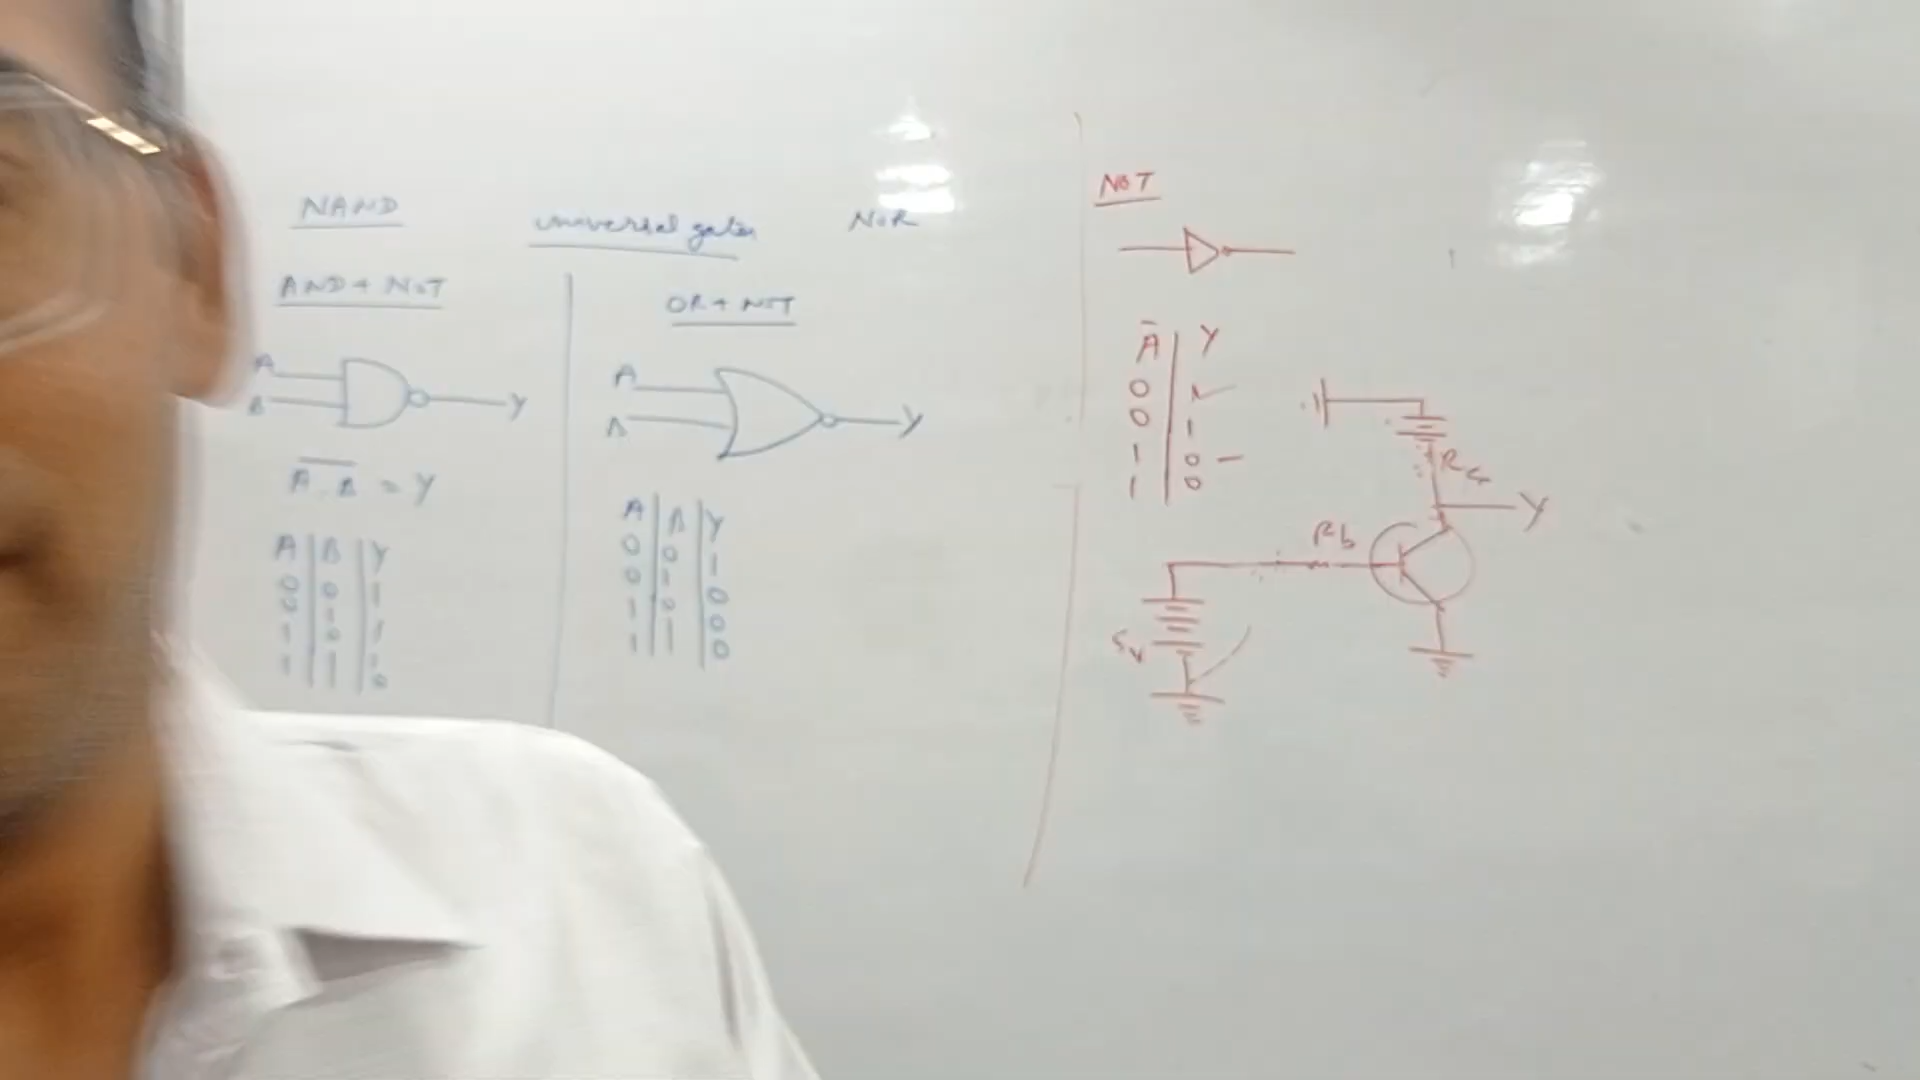 NAND
universal gates
NOR
AND + NOT
OR + NOT
A
B
Y
A
B
Y
A . B = Y
A B Y
0 0 1
0 1 1
1 0 1
1 1 0
A B Y
0 0 1
0 1 0
1 0 0
1 1 0
NOT
A Y
0 1
0 1
1 0
1 0
Rc
Y
Rb
5v